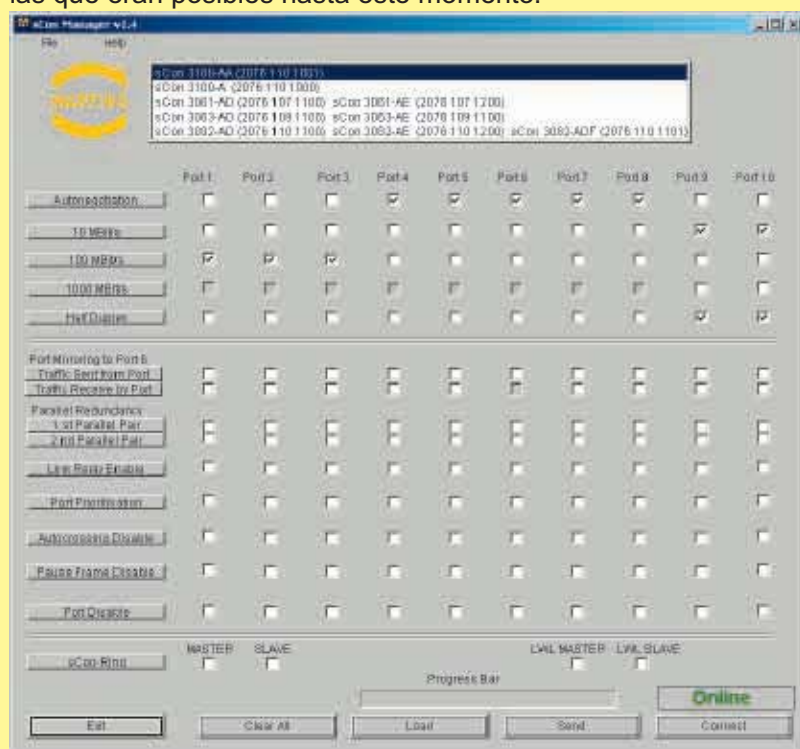 las que eran posibles hasta este momento.
sCon Manager v2.4
File Help
sCon 3100-AA (2076 110 1001)
sCon 3100-A (2076 110 1000)
sCon 3061-AD (2076 107 1100) sCon 3061-AE (2076 107 1200)
sCon 3063-AD (2076 109 1100) sCon 3063-AE (2076 109 1100)
sCon 3082-AD (2076 110 1100) sCon 3082-AE (2076 110 1200) sCon 3082-ADF (2076 110 1101)
HARTING
Port 1 Port 2 Port 3 Port 4 Port 5 Port 6 Port 7 Port 8 Port 9 Port 10
Autonegotiation
10 MBit/s
100 MBit/s
1000 MBit/s
Half Duplex
Port Mirroring to Port 6
Traffic Sent from Port
Traffic Receive by Port
Parallel Redundancy
1 st Parallel Pair
2 nd Parallel Pair
Enable
Port Prioritisation
Autocrossing Disable
Pause Frame Disable
Port Disable
MASTER SLAVE LWL MASTER LWL SLAVE
sCon-Ring
Progress Bar
Online
Exit Clear All Load Send Connect